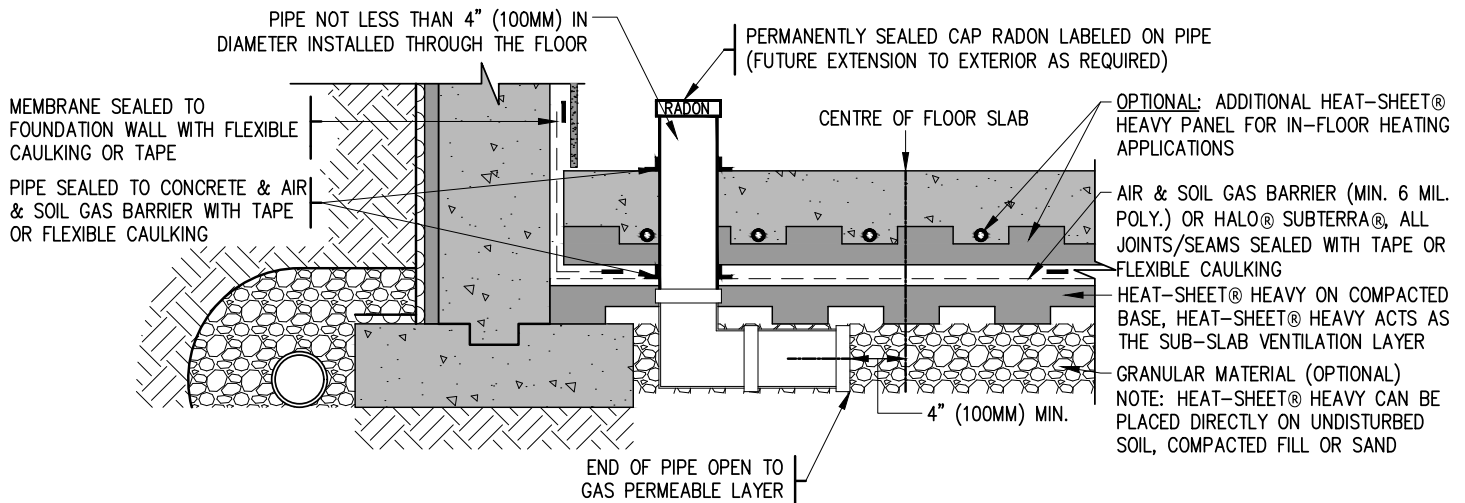 PIPE NOT LESS THAN 4" (100MM) IN
DIAMETER INSTALLED THROUGH THE FLOOR
PERMANENTLY SEALED CAP RADON LABELED ON PIPE
(FUTURE EXTENSION TO EXTERIOR AS REQUIRED)
MEMBRANE SEALED TO
FOUNDATION WALL WITH FLEXIBLE
CAULKING OR TAPE
PIPE SEALED TO CONCRETE & AIR
& SOIL GAS BARRIER WITH TAPE
OR FLEXIBLE CAULKING
RADON
CENTRE OF FLOOR SLAB
OPTIONAL: ADDITIONAL HEAT-SHEET®
HEAVY PANEL FOR IN-FLOOR HEATING
APPLICATIONS
AIR & SOIL GAS BARRIER (MIN. 6 MIL.
POLY.) OR HALO® SUBTERRA®, ALL
JOINTS/SEAMS SEALED WITH TAPE OR
FLEXIBLE CAULKING
HEAT-SHEET® HEAVY ON COMPACTED
BASE, HEAT-SHEET® HEAVY ACTS AS
THE SUB-SLAB VENTILATION LAYER
GRANULAR MATERIAL (OPTIONAL)
NOTE: HEAT-SHEET® HEAVY CAN BE
PLACED DIRECTLY ON UNDISTURBED
SOIL, COMPACTED FILL OR SAND
4" (100MM) MIN.
END OF PIPE OPEN TO
GAS PERMEABLE LAYER